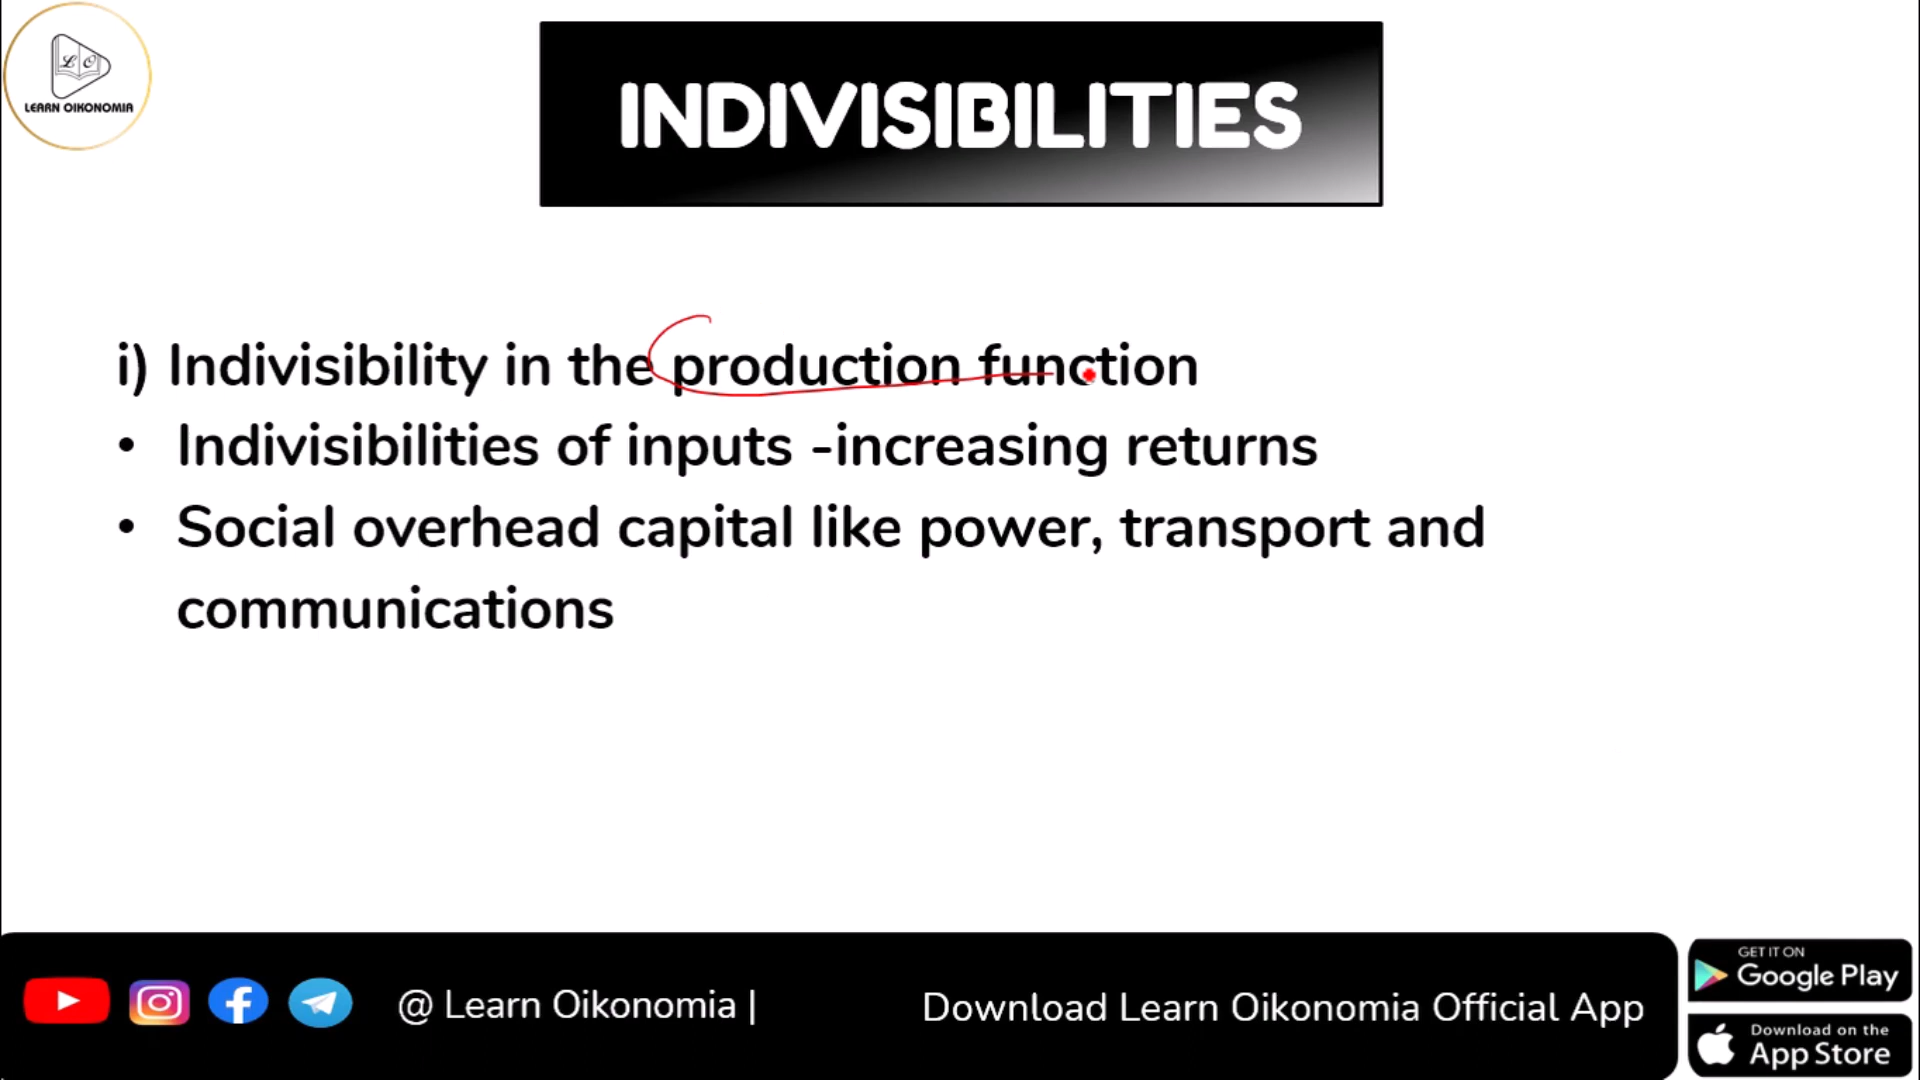 LO
LEARN OIKONOMIA
INDIVISIBILITIES
i) Indivisibility in the production function
• Indivisibilities of inputs -increasing returns
• Social overhead capital like power, transport and
communications
@ Learn Oikonomia |
Download Learn Oikonomia Official App
GET IT ON
Google Play
Download on the
App Store